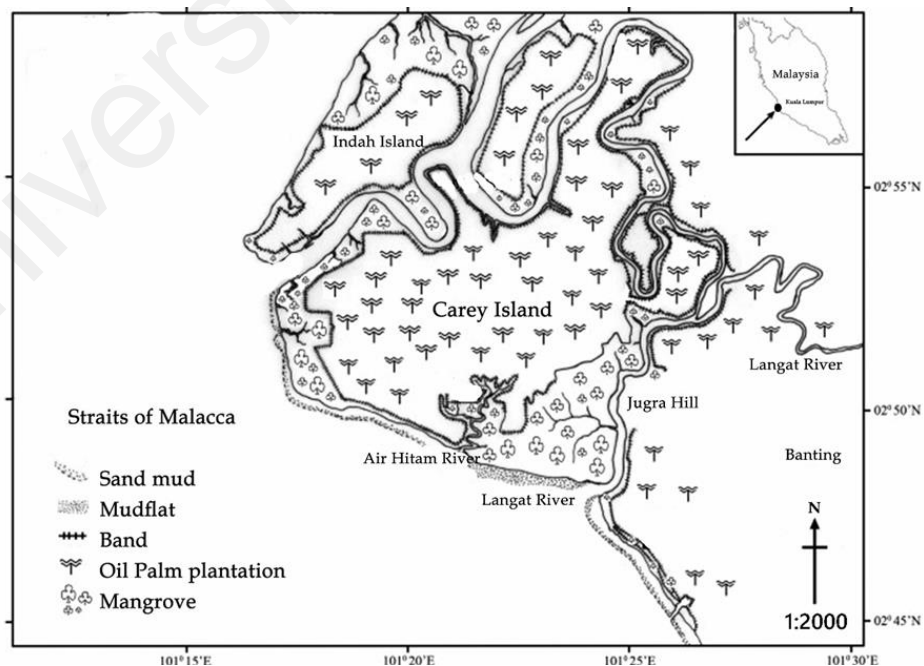 Universi
Malaysia
Kuala Lumpur
Indah Island
02°55'N
Carey Island
Langat River
Jugra Hill
02°50'N
Straits of Malacca
Air Hitam River
Banting
Langat River
Sand mud
Mudflat
Band
Oil Palm plantation
Mangrove
N
1:2000
02°45'N
101°15'E
101°20'E
101°25'E
101°30'E